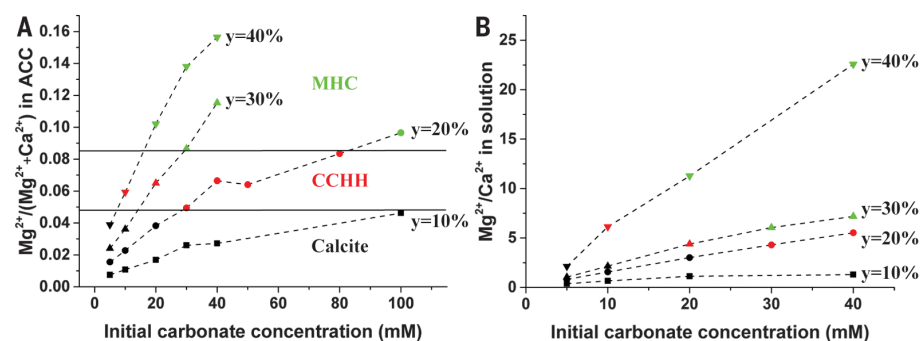 A
Mg²⁺/(Mg²⁺+Ca²⁺) in ACC
0.16
0.14
0.12
0.10
0.08
0.06
0.04
0.02
0.00
y=40%
y=30%
MHC
y=20%
CCHH
y=10%
Calcite
0 20 40 60 80 100
Initial carbonate concentration (mM)
B
Mg²⁺/Ca²⁺ in solution
25
20
15
10
5
0
y=40%
y=30%
y=20%
y=10%
0 10 20 30 40
Initial carbonate concentration (mM)